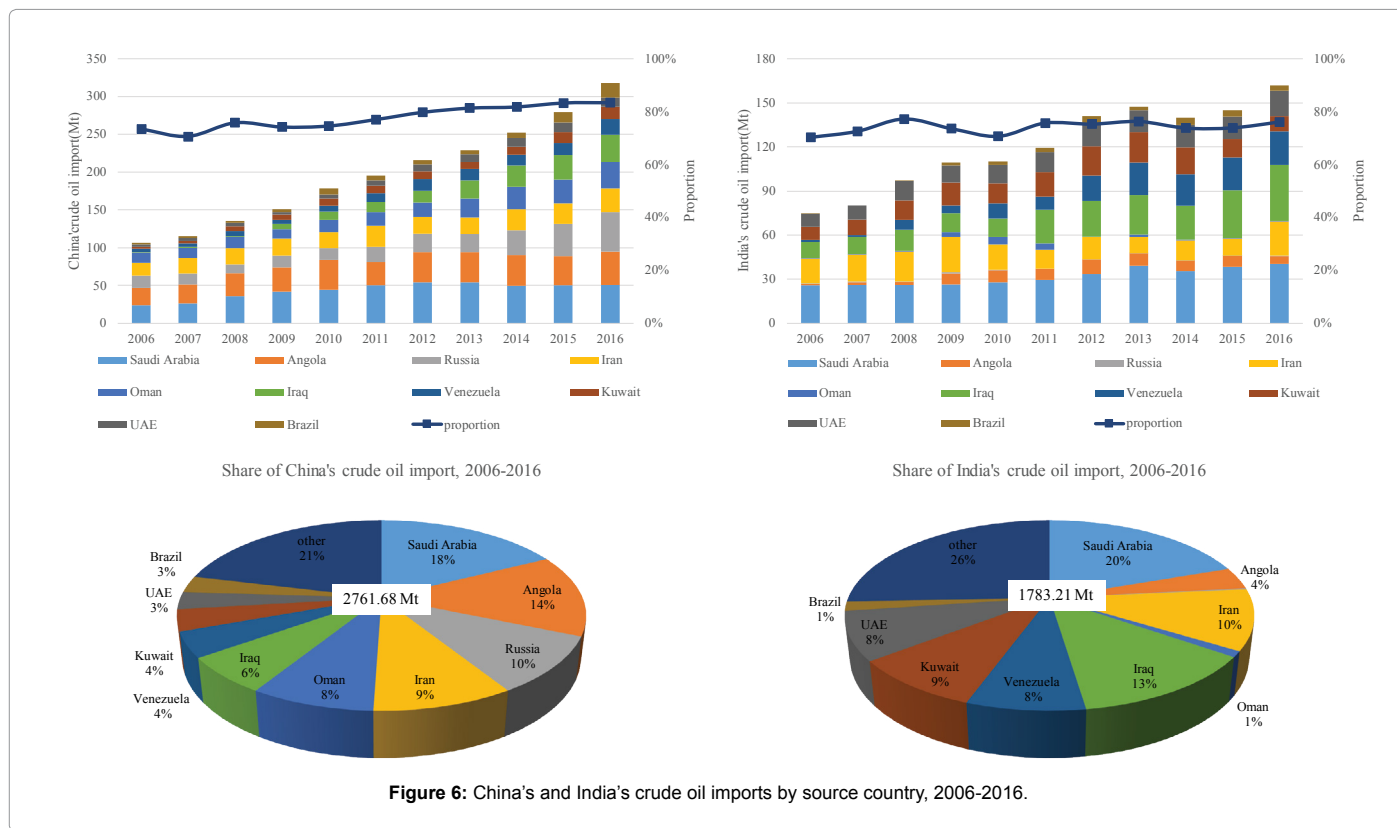 350
300
250
200
150
100
50
0
China'crude oil import(Mt)
100%
80%
60%
40%
20%
0%
Proportion
2006 2007 2008 2009 2010 2011 2012 2013 2014 2015 2016
Saudi Arabia Angola Russia Iran
Oman Iraq Venezuela Kuwait
UAE Brazil proportion
180
150
120
90
60
30
0
India's crude oil import(Mt)
100%
80%
60%
40%
20%
0%
Proportion
2006 2007 2008 2009 2010 2011 2012 2013 2014 2015 2016
Saudi Arabia Angola Russia Iran
Oman Iraq Venezuela Kuwait
UAE Brazil proportion
Share of China's crude oil import, 2006-2016
other
21%
Saudi Arabia
18%
Angola
14%
Russia
10%
Iran
9%
Oman
8%
Iraq
6%
Venezuela
4%
Kuwait
4%
UAE
3%
Brazil
3%
2761.68 Mt
Share of India's crude oil import, 2006-2016
other
26%
Saudi Arabia
20%
Angola
4%
Iran
10%
Oman
1%
Iraq
13%
Venezuela
8%
Kuwait
9%
UAE
8%
Brazil
1%
1783.21 Mt
Figure 6: China's and India's crude oil imports by source country, 2006-2016.